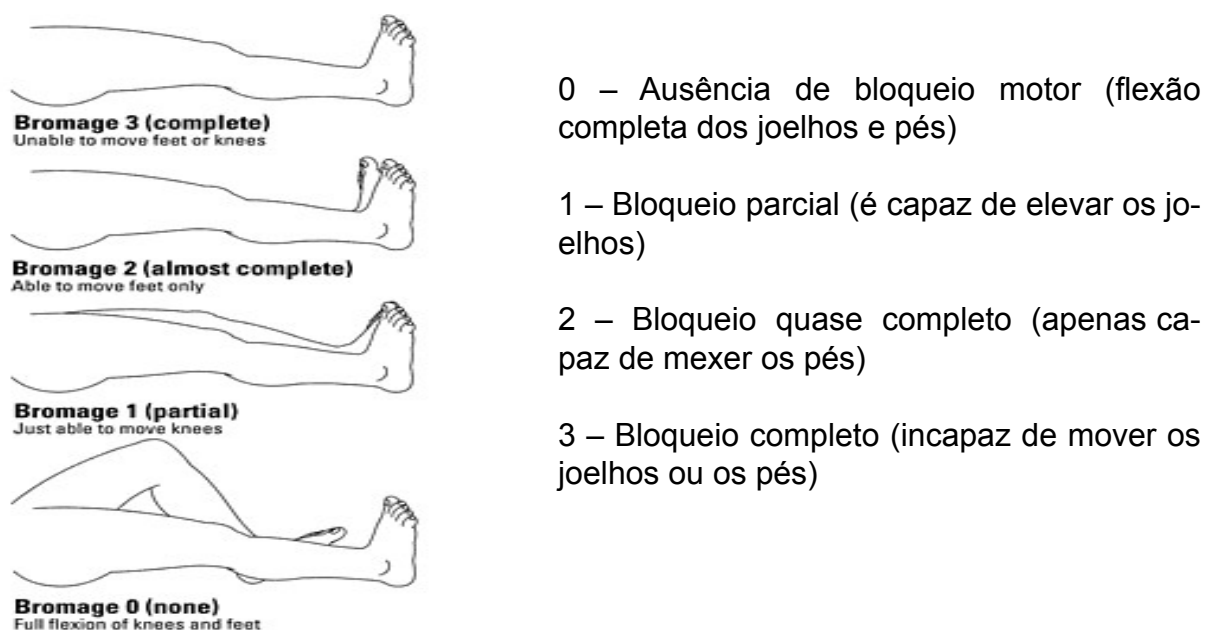 Bromage 3 (complete)
Unable to move feet or knees
Bromage 2 (almost complete)
Able to move feet only
Bromage 1 (partial)
Just able to move knees
Bromage 0 (none)
Full flexion of knees and feet
0 – Ausência de bloqueio motor (flexão
completa dos joelhos e pés)
1 – Bloqueio parcial (é capaz de elevar os jo-
elhos)
2 – Bloqueio quase completo (apenas ca-
paz de mexer os pés)
3 – Bloqueio completo (incapaz de mover os
joelhos ou os pés)